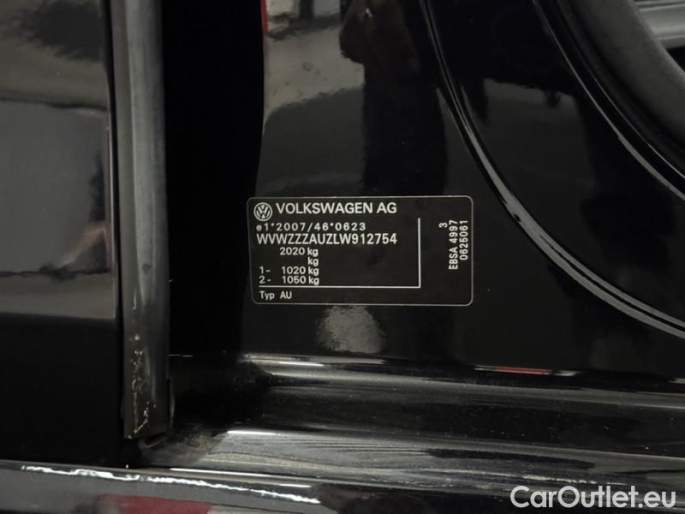 VOLKSWAGEN AG
e1*2007/46*0623
WVWZZZAUZLW912754
2020 kg
kg
1- 1020 kg
2- 1050 kg
Typ AU
3
EBSA 4997
0625061
CarOutlet.eu